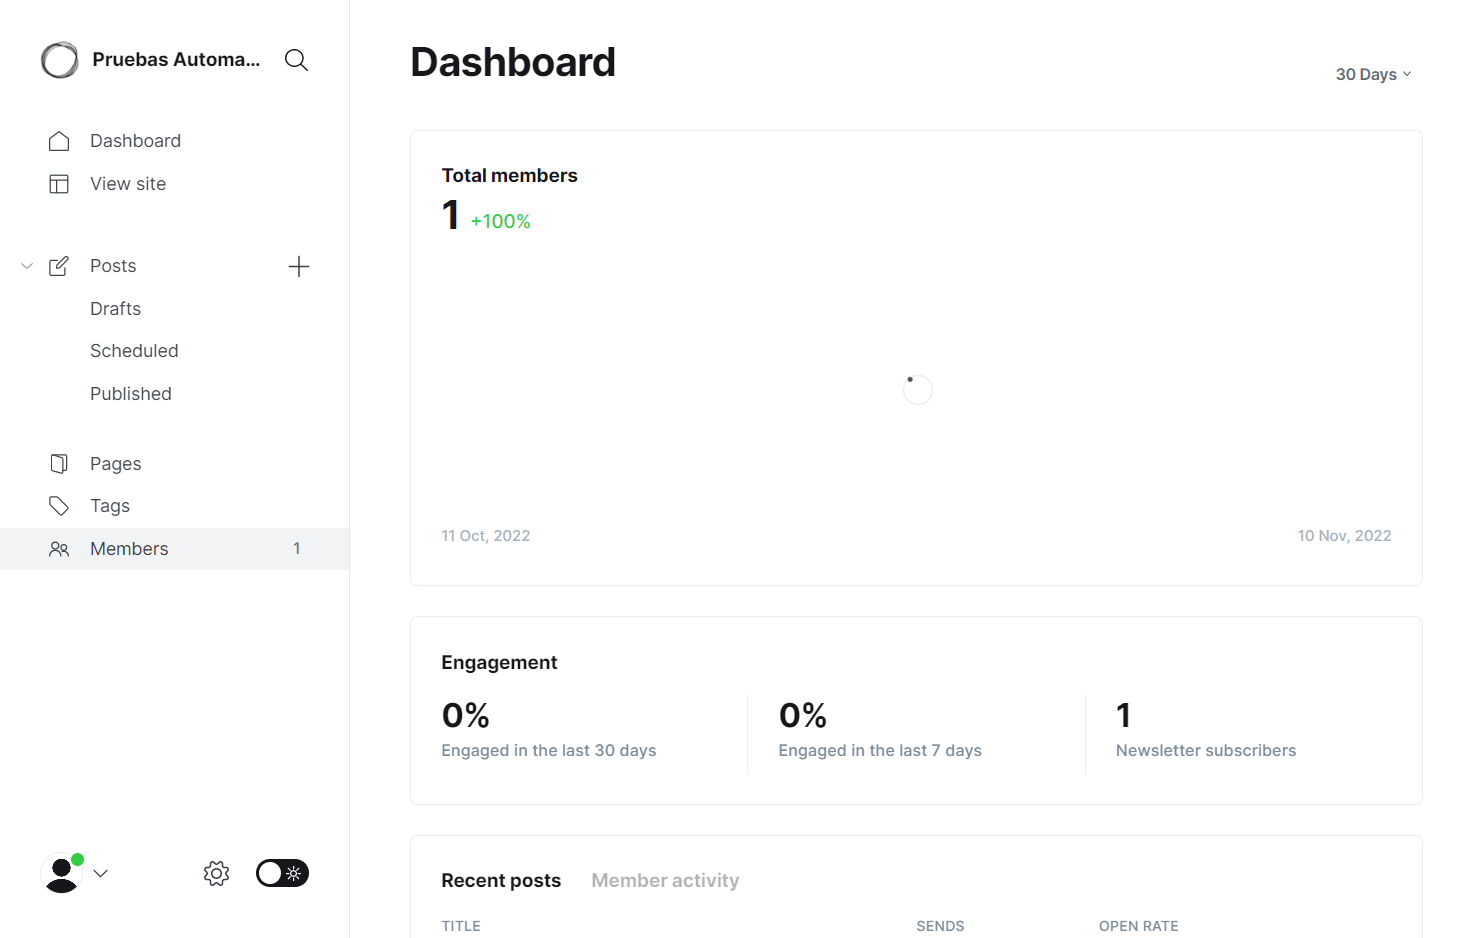 Pruebas Automa...
Dashboard
View site
Posts
Drafts
Scheduled
Published
Pages
Tags
Members 1
Dashboard
30 Days
Total members
1 +100%
11 Oct, 2022 10 Nov, 2022
Engagement
0% 0% 1
Engaged in the last 30 days Engaged in the last 7 days Newsletter subscribers
Recent posts Member activity
TITLE SENDS OPEN RATE